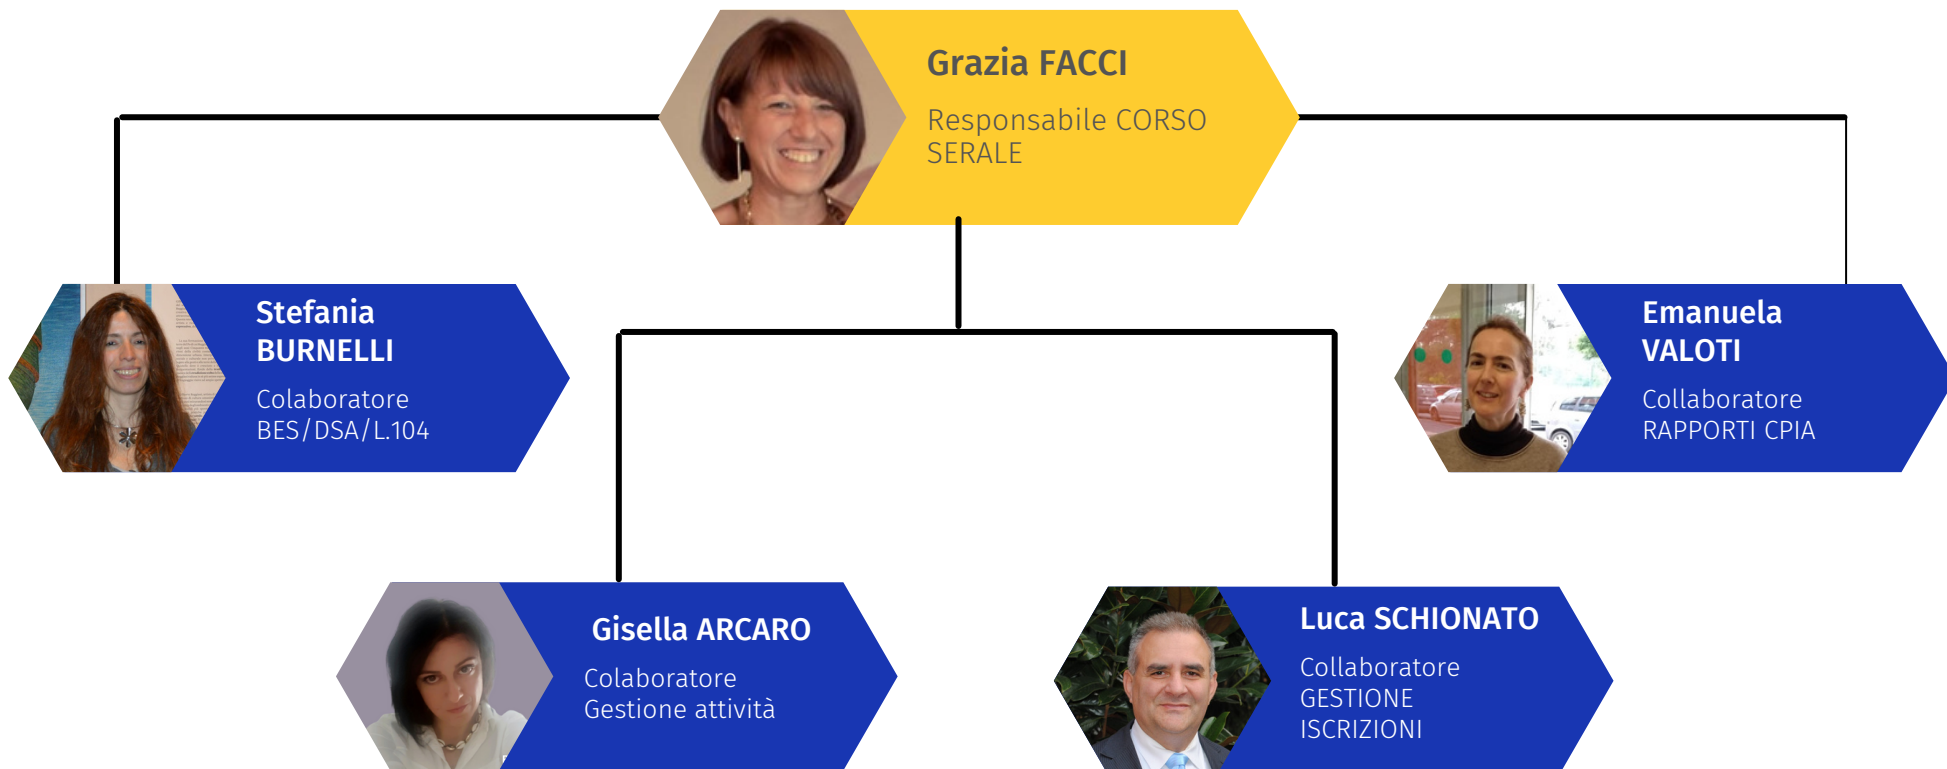 Grazia FACCI
Responsabile CORSO
SERALE
Stefania
BURNELLI
Colaboratore
BES/DSA/L.104
Emanuela
VALOTI
Collaboratore
RAPPORTI CPIA
Gisella ARCARO
Colaboratore
Gestione attività
Luca SCHIONATO
Collaboratore
GESTIONE
ISCRIZIONI